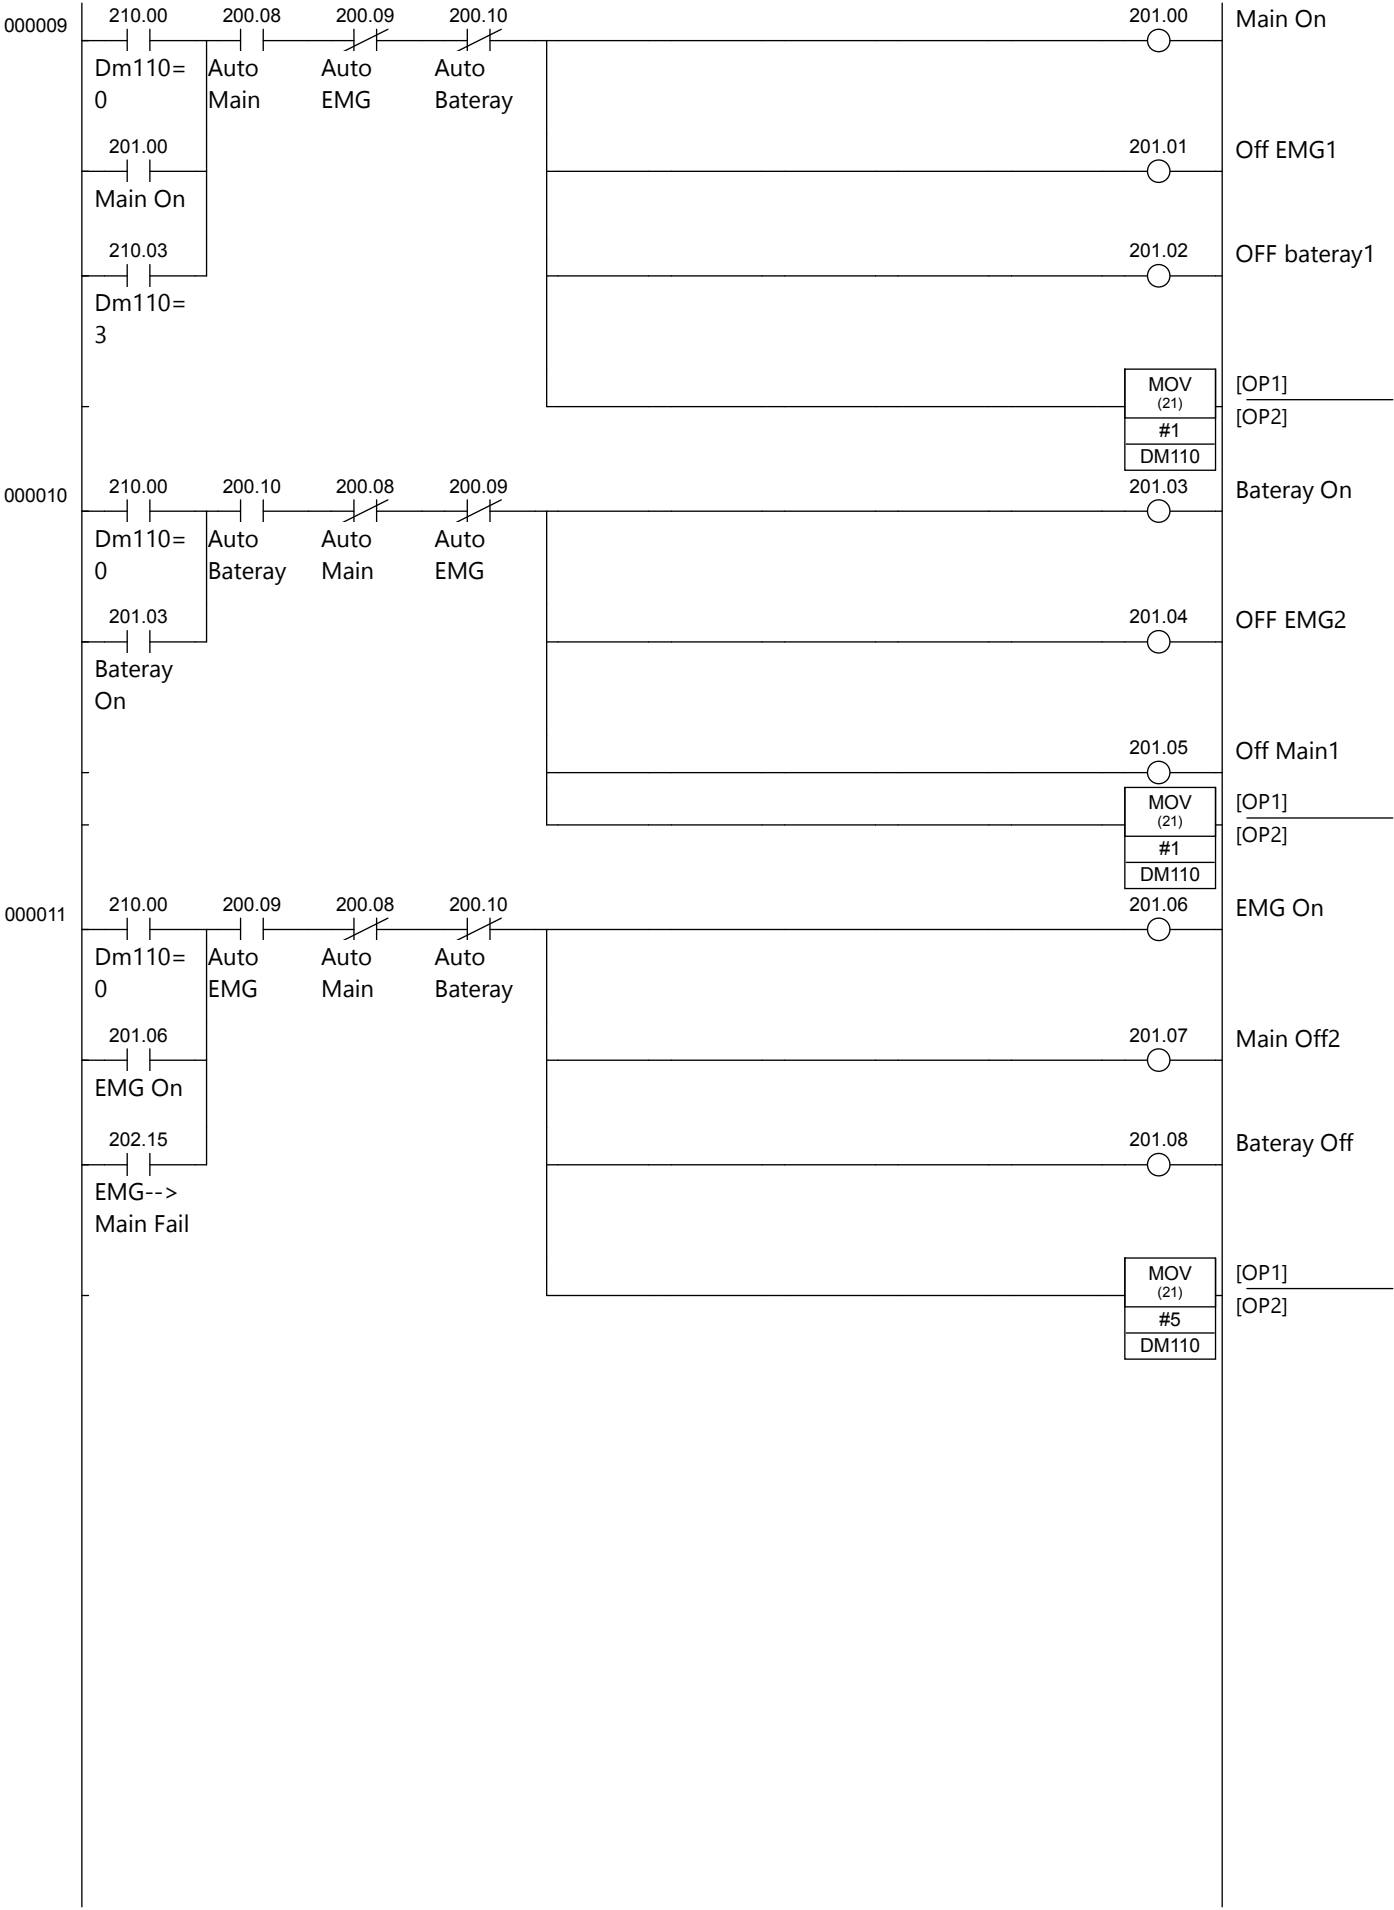 000009
210.00 200.08 200.09 200.10 201.00 Main On
Dm110= Auto Auto Auto
0 Main EMG Bateray
201.00 201.01 Off EMG1
Main On
210.03 201.02 OFF bateray1
Dm110=
3
MOV [OP1]
(21)
[OP2]
#1
DM110
000010
210.00 200.10 200.08 200.09 201.03 Bateray On
Dm110= Auto Auto Auto
0 Bateray Main EMG
201.03 201.04 OFF EMG2
Bateray
On
201.05 Off Main1
MOV [OP1]
(21)
[OP2]
#1
DM110
000011
210.00 200.09 200.08 200.10 201.06 EMG On
Dm110= Auto Auto Auto
0 EMG Main Bateray
201.06 201.07 Main Off2
EMG On
202.15 201.08 Bateray Off
EMG-->
Main Fail
MOV [OP1]
(21)
[OP2]
#5
DM110